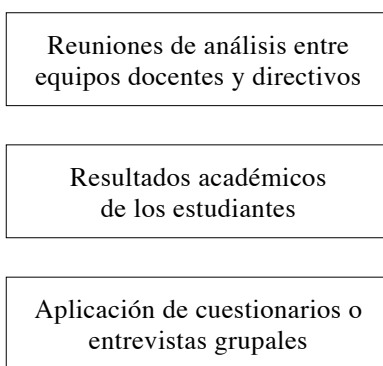 Reuniones de análisis entre
equipos docentes y directivos
Resultados académicos
de los estudiantes
Aplicación de cuestionarios o
entrevistas grupales